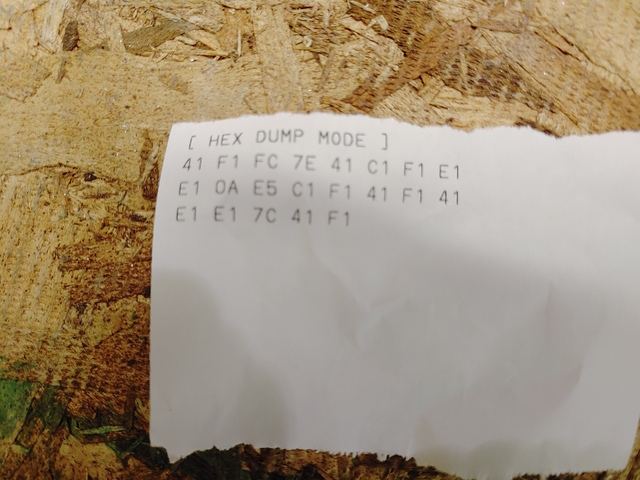 [ HEX DUMP MODE ]
41 F1 FC 7E 41 C1 F1 E1
E1 0A E5 C1 F1 41 F1 41
E1 E1 7C 41 F1